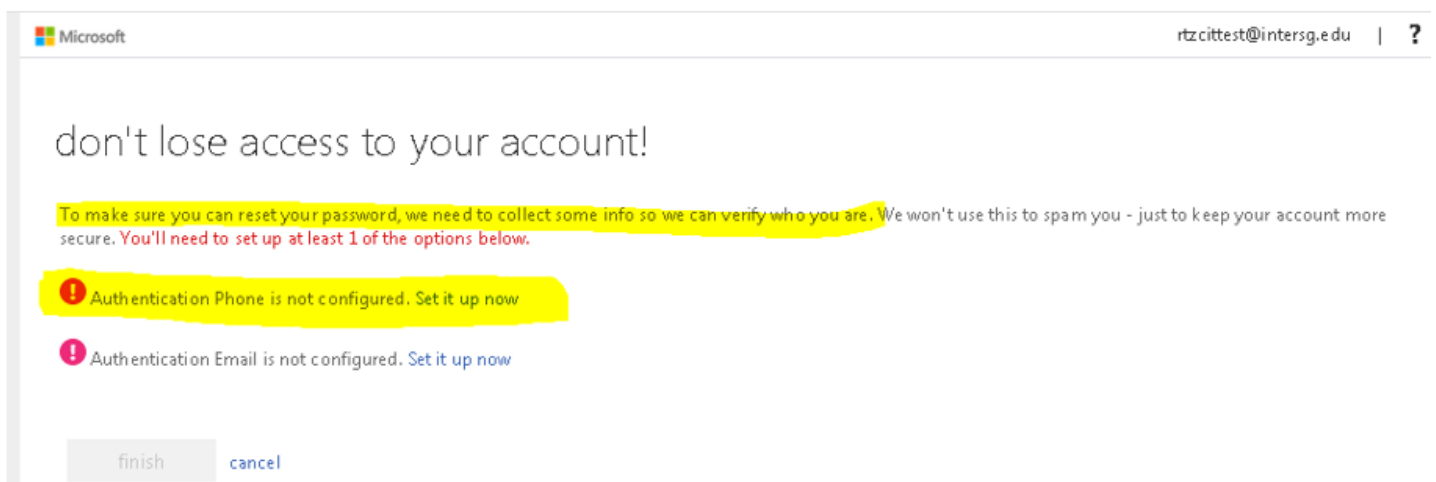 Microsoft
rtzcittest@intersg.edu | ?
don't lose access to your account!
To make sure you can reset your password, we need to collect some info so we can verify who you are. We won't use this to spam you - just to keep your account more
secure. You'll need to set up at least 1 of the options below.
! Authentication Phone is not configured. Set it up now
! Authentication Email is not configured. Set it up now
finish cancel